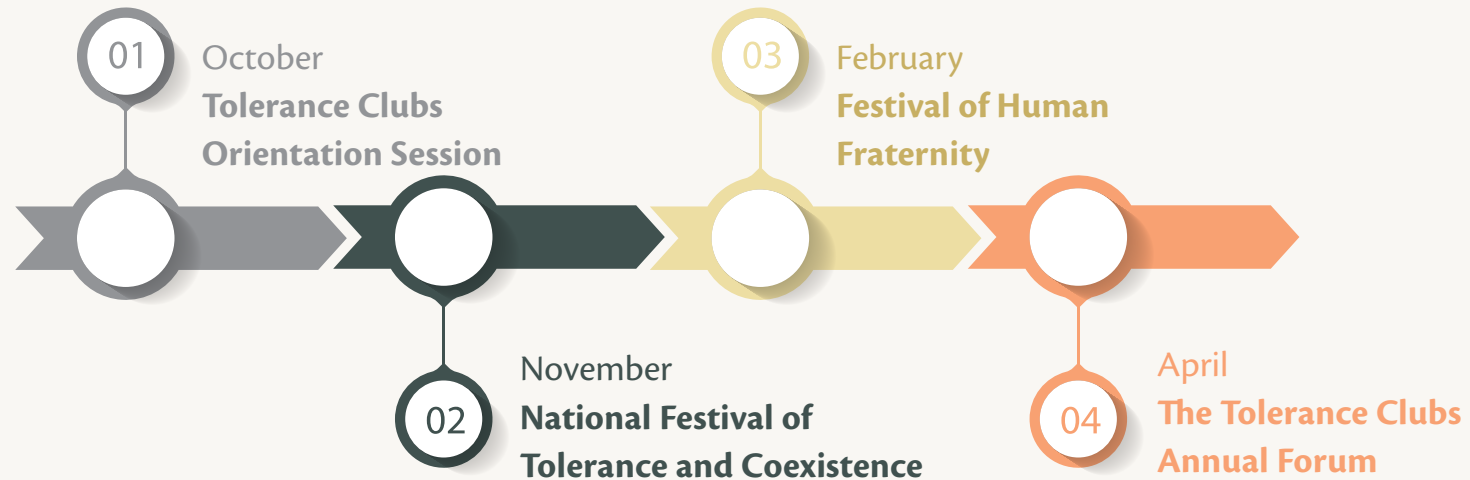 01
October
Tolerance Clubs
Orientation Session
02
November
National Festival of
Tolerance and Coexistence
03
February
Festival of Human
Fraternity
04
April
The Tolerance Clubs
Annual Forum